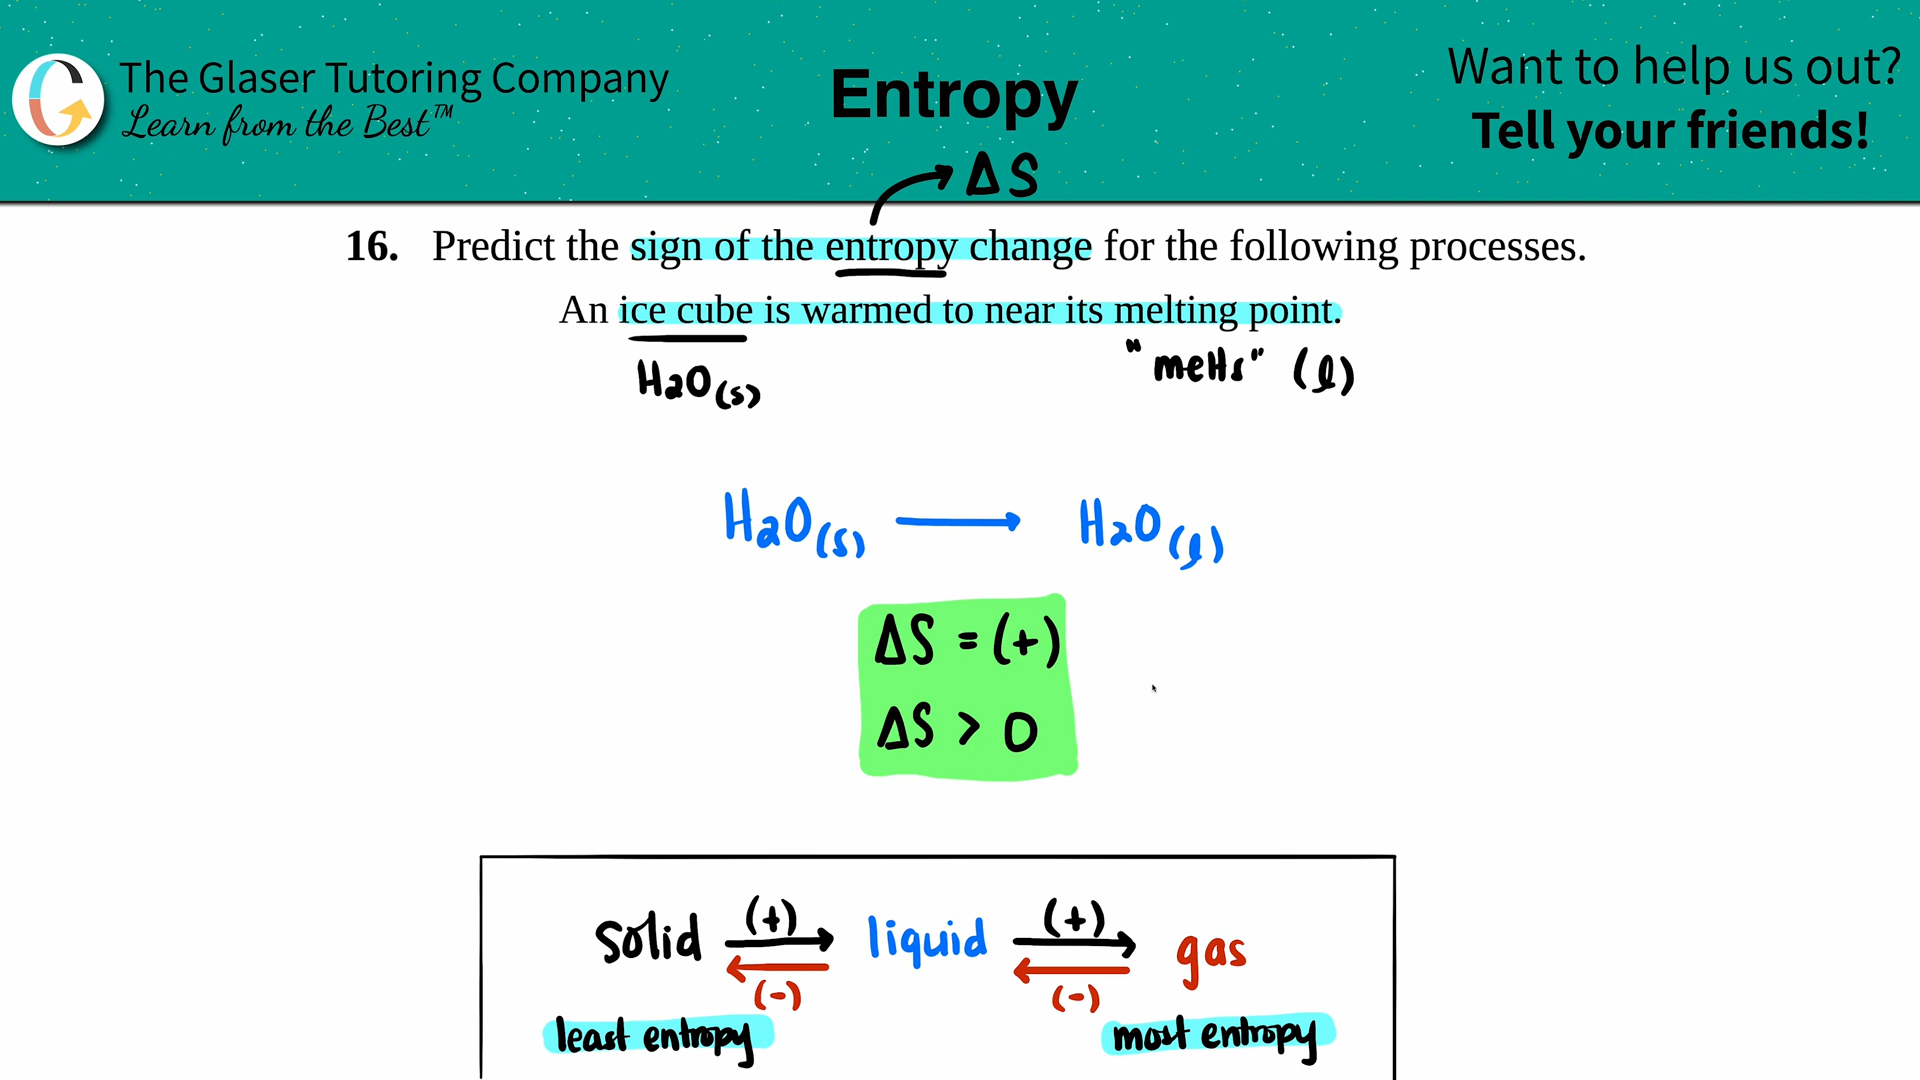 The Glaser Tutoring Company
Learn from the Best™
Entropy
Want to help us out?
Tell your friends!
ΔS
16. Predict the sign of the entropy change for the following processes.
An ice cube is warmed to near its melting point.
H2O(s)
"melts" (l)
H2O(s) → H2O(l)
ΔS = (+)
ΔS > 0
(+) (+)
solid → liquid → gas
← ←
(-) (-)
least entropy most entropy